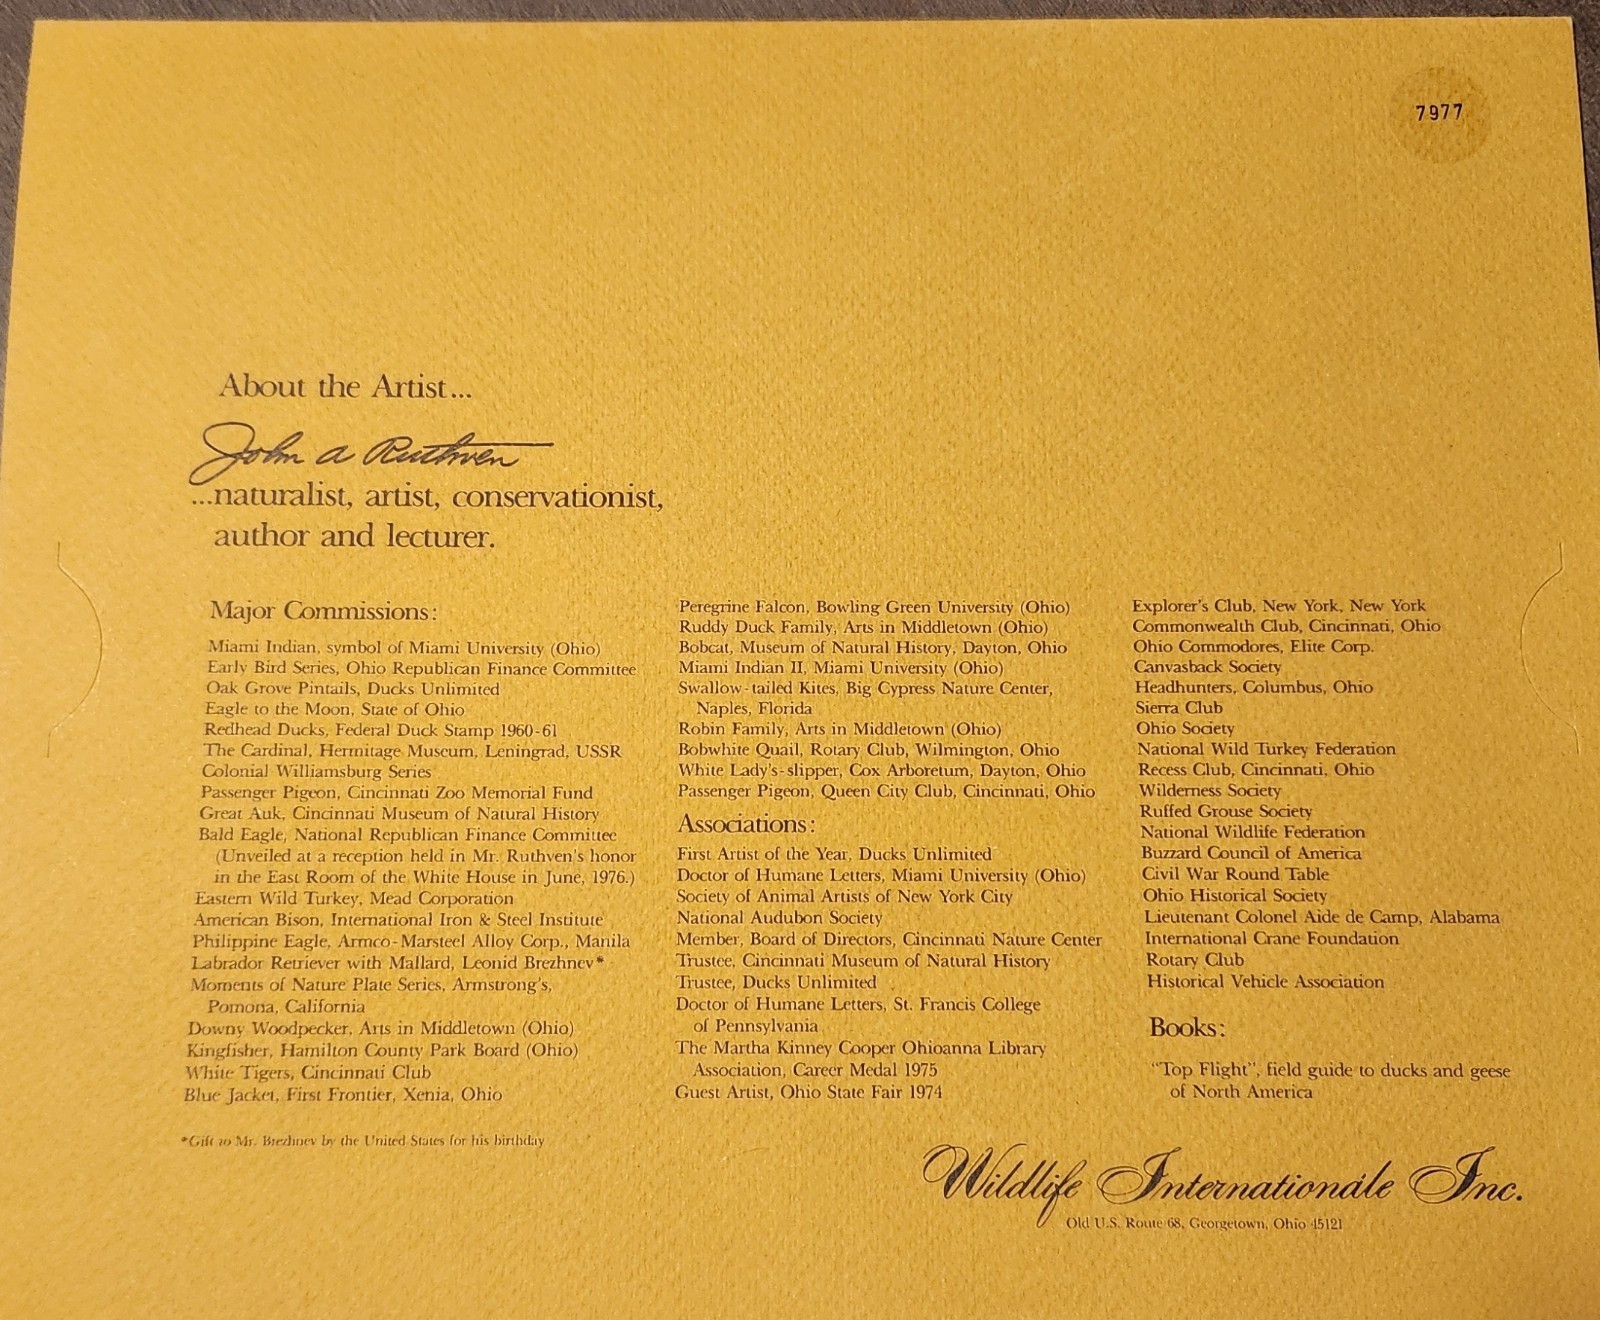 7977
About the Artist...
John A Ruthven
...naturalist, artist, conservationist,
author and lecturer.
Major Commissions:
Miami Indian, symbol of Miami University (Ohio)
Early Bird Series, Ohio Republican Finance Committee
Oak Grove Pintails, Ducks Unlimited
Eagle to the Moon, State of Ohio
Redhead Ducks, Federal Duck Stamp 1960-61
The Cardinal, Hermitage Museum, Leningrad, USSR
Colonial Williamsburg Series
Passenger Pigeon, Cincinnati Zoo Memorial Fund
Great Auk, Cincinnati Museum of Natural History
Bald Eagle, National Republican Finance Committee
(Unveiled at a reception held in Mr. Ruthven's honor
in the East Room of the White House in June, 1976.)
Eastern Wild Turkey, Mead Corporation
American Bison, International Iron & Steel Institute
Philippine Eagle, Armco-Marsteel Alloy Corp., Manila
Labrador Retriever with Mallard, Leonid Brezhnev*
Moments of Nature Plate Series, Armstrong's,
Pomona, California
Downy Woodpecker, Arts in Middletown (Ohio)
Kingfisher, Hamilton County Park Board (Ohio)
White Tigers, Cincinnati Club
Blue Jacket, First Frontier, Xenia, Ohio
*Gift to Mr. Brezhnev by the United States for his birthday
Peregrine Falcon, Bowling Green University (Ohio)
Ruddy Duck Family, Arts in Middletown (Ohio)
Bobcat, Museum of Natural History, Dayton, Ohio
Miami Indian II, Miami University (Ohio)
Swallow-tailed Kites, Big Cypress Nature Center,
Naples, Florida
Robin Family, Arts in Middletown (Ohio)
Bobwhite Quail, Rotary Club, Wilmington, Ohio
White Lady's-slipper, Cox Arboretum, Dayton, Ohio
Passenger Pigeon, Queen City Club, Cincinnati, Ohio
Associations:
First Artist of the Year, Ducks Unlimited
Doctor of Humane Letters, Miami University (Ohio)
Society of Animal Artists of New York City
National Audubon Society
Member, Board of Directors, Cincinnati Nature Center
Trustee, Cincinnati Museum of Natural History
Trustee, Ducks Unlimited
Doctor of Humane Letters, St. Francis College
of Pennsylvania
The Martha Kinney Cooper Ohioanna Library
Association, Career Medal 1975
Guest Artist, Ohio State Fair 1974
Explorer's Club, New York, New York
Commonwealth Club, Cincinnati, Ohio
Ohio Commodores, Elite Corp.
Canvasback Society
Headhunters, Columbus, Ohio
Sierra Club
Ohio Society
National Wild Turkey Federation
Recess Club, Cincinnati, Ohio
Wilderness Society
Ruffed Grouse Society
National Wildlife Federation
Buzzard Council of America
Civil War Round Table
Ohio Historical Society
Lieutenant Colonel Aide de Camp, Alabama
International Crane Foundation
Rotary Club
Historical Vehicle Association
Books:
"Top Flight", field guide to ducks and geese
of North America
Wildlife Internationale Inc.
Old U.S. Route 68, Georgetown, Ohio 45121